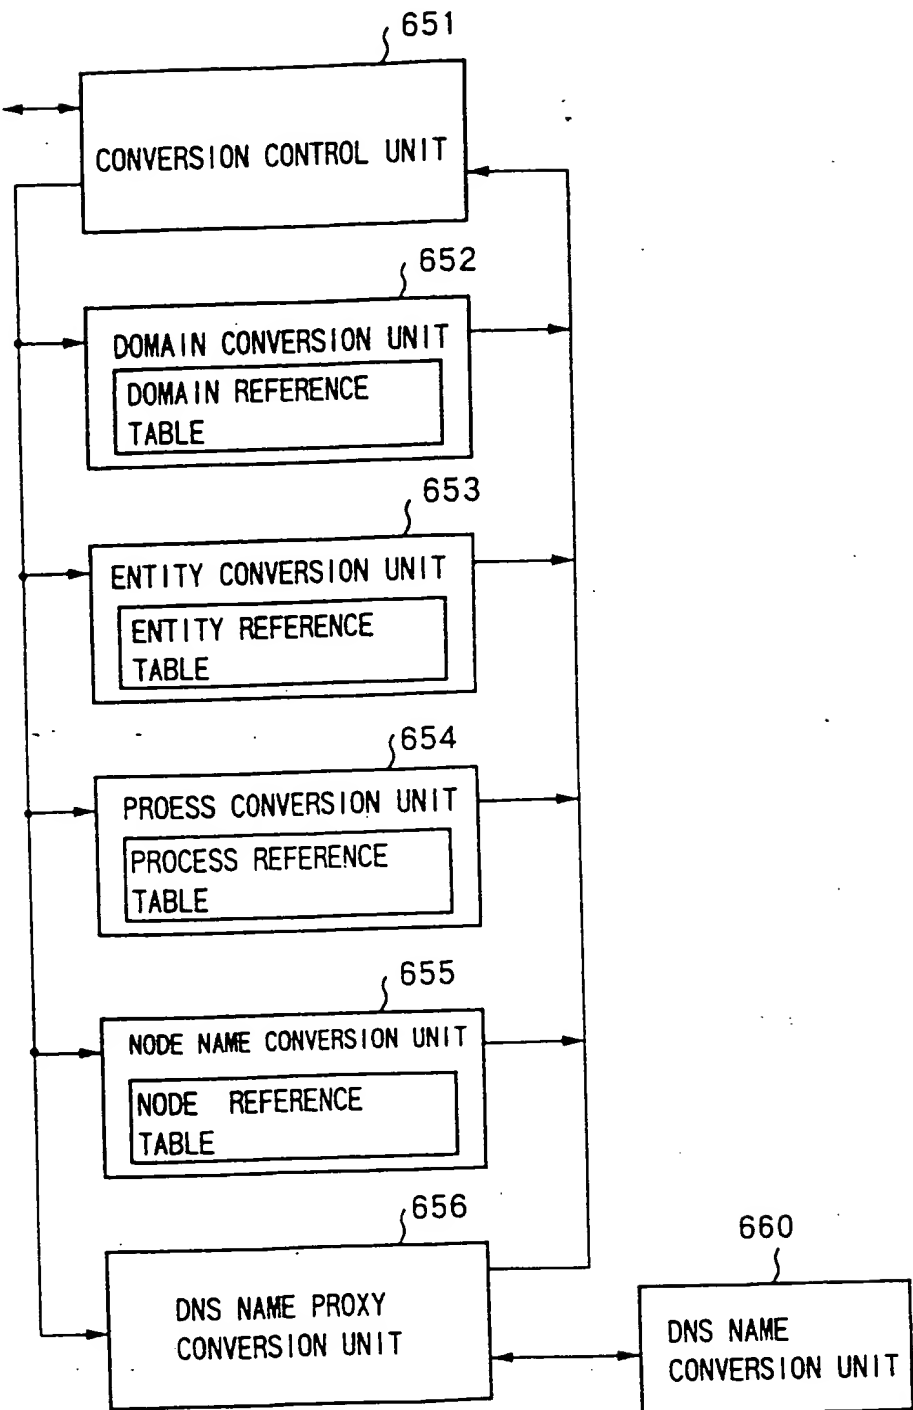 651
CONVERSION CONTROL UNIT
652
DOMAIN CONVERSION UNIT
DOMAIN REFERENCE
TABLE
653
ENTITY CONVERSION UNIT
ENTITY REFERENCE
TABLE
654
PROESS CONVERSION UNIT
PROCESS REFERENCE
TABLE
655
NODE NAME CONVERSION UNIT
NODE REFERENCE
TABLE
656
DNS NAME PROXY
CONVERSION UNIT
660
DNS NAME
CONVERSION UNIT